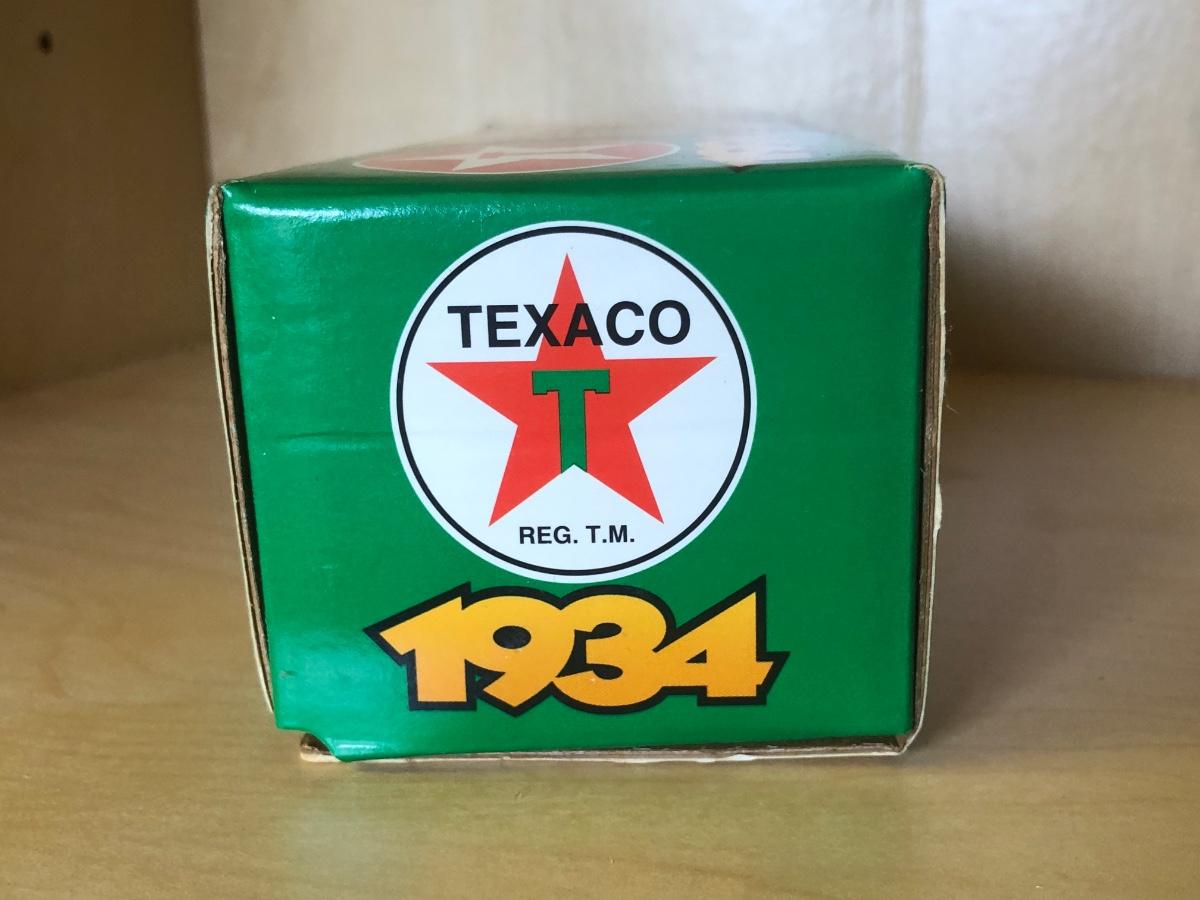 TEXACO
T
REG. T.M.
1934